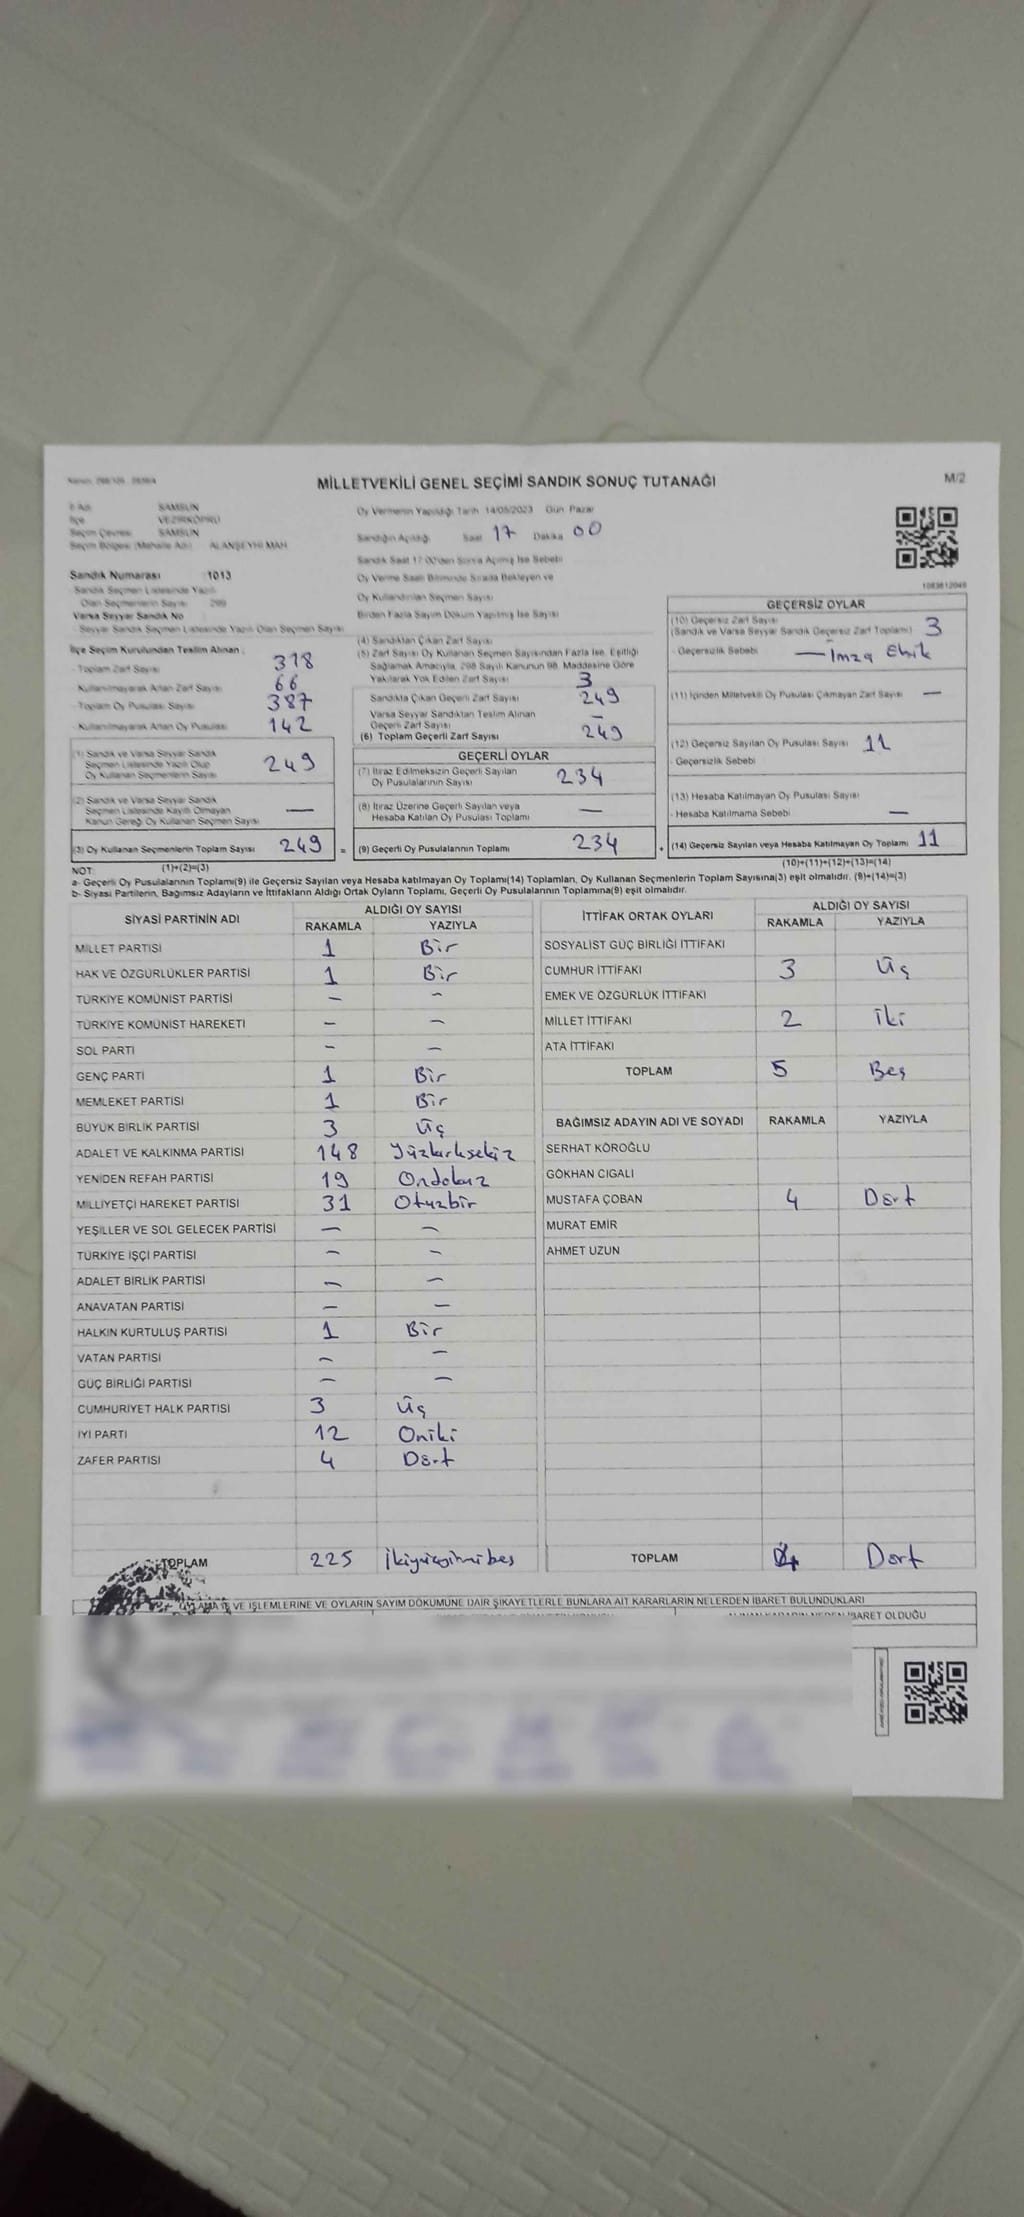 MİLLETVEKİLİ GENEL SEÇİMİ SANDIK SONUÇ TUTANAĞI
M/2
İl Adı SAMSUN
İlçe VEZİRKÖPRÜ
Seçim Çevresi SAMSUN
Seçim Bölgesi (Mahalle Adı) ALANŞEYHİ MAH
Sandık Numarası :1013
Sandık Seçmen Listesinde Yazılı
Olan Seçmenlerin Sayısı 299
Varsa Seyyar Sandık No
Seyyar Sandık Seçmen Listesinde Yazılı Olan Seçmen Sayısı
İlçe Seçim Kurulundan Teslim Alınan :
- Toplam Zarf Sayısı 318
- Kullanılmayarak Artan Zarf Sayısı 66
- Toplam Oy Pusulası Sayısı 387
- Kullanılmayarak Artan Oy Pusulası 142
(1) Sandık ve Varsa Seyyar Sandık
Seçmen Listesinde Yazılı Olup
Oy Kullanan Seçmenlerin Sayısı 249
(2) Sandık ve Varsa Seyyar Sandık
Seçmen Listesinde Kayıtlı Olmayan
Kanun Gereği Oy Kullanan Seçmen Sayısı —
(3) Oy Kullanan Seçmenlerin Toplam Sayısı 249 =
Oy Vermenin Yapıldığı Tarih 14/05/2023 Gün Pazar
Sandığın Açıldığı Saat 17 Dakika 00
Sandık Saat 17.00'den Sonra Açılmış İse Sebebi
Oy Verme Saati Bitiminde Sırada Bekleyen ve
Oy Kullandırılan Seçmen Sayısı
Birden Fazla Sayım Döküm Yapılmış İse Sayısı
(4) Sandıktan Çıkan Zarf Sayısı
(5) Zarf Sayısı Oy Kullanan Seçmen Sayısından Fazla İse, Eşitliği
Sağlamak Amacıyla, 298 Sayılı Kanunun 98. Maddesine Göre
Yakılarak Yok Edilen Zarf Sayısı 3
Sandıkta Çıkan Geçerli Zarf Sayısı 249
Varsa Seyyar Sandıktan Teslim Alınan
Geçerli Zarf Sayısı —
(6) Toplam Geçerli Zarf Sayısı 249
GEÇERLİ OYLAR
(7) İtiraz Edilmeksizin Geçerli Sayılan
Oy Pusulalarının Sayısı 234
(8) İtiraz Üzerine Geçerli Sayılan veya
Hesaba Katılan Oy Pusulası Toplamı —
(9) Geçerli Oy Pusulalarının Toplamı 234 +
GEÇERSİZ OYLAR
(10) Geçersiz Zarf Sayısı
(Sandık ve Varsa Seyyar Sandık Geçersiz Zarf Toplamı) 3
- Geçersizlik Sebebi — İmza Eksik
(11) İçinden Milletvekili Oy Pusulası Çıkmayan Zarf Sayısı —
(12) Geçersiz Sayılan Oy Pusulası Sayısı 11
- Geçersizlik Sebebi
(13) Hesaba Katılmayan Oy Pusulası Sayısı
- Hesaba Katılmama Sebebi —
(14) Geçersiz Sayılan veya Hesaba Katılmayan Oy Toplamı 11
NOT: (1)+(2)=(3) (10)+(11)+(12)+(13)=(14)
a- Geçerli Oy Pusulalarının Toplamı(9) ile Geçersiz Sayılan veya Hesaba katılmayan Oy Toplamı(14) Toplamları, Oy Kullanan Seçmenlerin Toplam Sayısına(3) eşit olmalıdır. (9)+(14)=(3)
b- Siyasi Partilerin, Bağımsız Adayların ve İttifakların Aldığı Ortak Oyların Toplamı, Geçerli Oy Pusulalarının Toplamına(9) eşit olmalıdır.
SİYASİ PARTİNİN ADI ALDIĞI OY SAYISI
RAKAMLA YAZIYLA
MİLLET PARTİSİ 1 Bir
HAK VE ÖZGÜRLÜKLER PARTİSİ 1 Bir
TÜRKİYE KOMÜNİST PARTİSİ — —
TÜRKİYE KOMÜNİST HAREKETİ — —
SOL PARTİ — —
GENÇ PARTİ 1 Bir
MEMLEKET PARTİSİ 1 Bir
BÜYÜK BİRLİK PARTİSİ 3 Üç
ADALET VE KALKINMA PARTİSİ 148 Yüzkırksekiz
YENİDEN REFAH PARTİSİ 19 Ondokuz
MİLLİYETÇİ HAREKET PARTİSİ 31 Otuzbir
YEŞİLLER VE SOL GELECEK PARTİSİ — —
TÜRKİYE İŞÇİ PARTİSİ — —
ADALET BİRLİK PARTİSİ — —
ANAVATAN PARTİSİ — —
HALKIN KURTULUŞ PARTİSİ 1 Bir
VATAN PARTİSİ — —
GÜÇ BİRLİĞİ PARTİSİ — —
CUMHURİYET HALK PARTİSİ 3 Üç
İYİ PARTİ 12 Oniki
ZAFER PARTİSİ 4 Dört
TOPLAM 225 İkiyüzyirmibeş
İTTİFAK ORTAK OYLARI ALDIĞI OY SAYISI
RAKAMLA YAZIYLA
SOSYALİST GÜÇ BİRLİĞİ İTTİFAKI
CUMHUR İTTİFAKI 3 Üç
EMEK VE ÖZGÜRLÜK İTTİFAKI
MİLLET İTTİFAKI 2 İki
ATA İTTİFAKI
TOPLAM 5 Beş
BAĞIMSIZ ADAYIN ADI VE SOYADI RAKAMLA YAZIYLA
SERHAT KÖROĞLU
GÖKHAN CIGALI
MUSTAFA ÇOBAN 4 Dört
MURAT EMİR
AHMET UZUN
TOPLAM 4 Dört
VE İŞLEMLERİNE VE OYLARIN SAYIM DÖKÜMÜNE DAİR ŞİKAYETLERLE BUNLARA AİT KARARLARIN NELERDEN İBARET BULUNDUKLARI
İBARET OLDUĞU